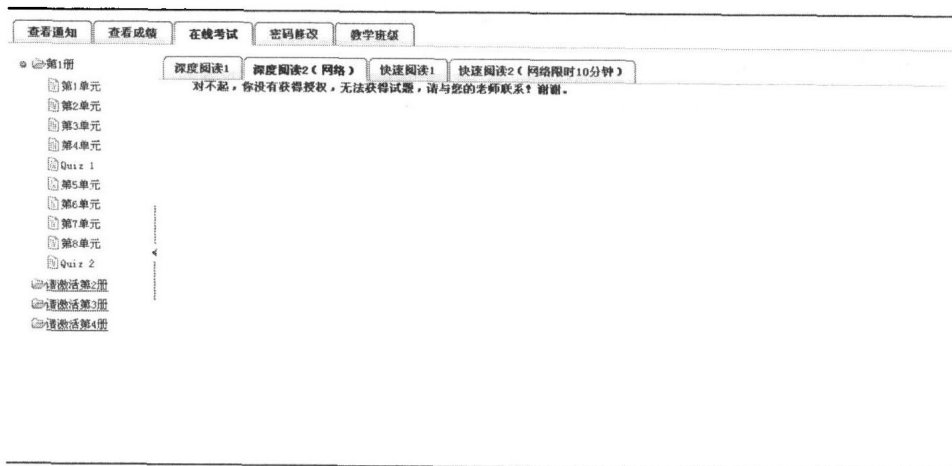 查看通知 查看成绩 在线考试 密码修改 教学班级
第1册
第1单元
第2单元
第3单元
第4单元
Quiz 1
第5单元
第6单元
第7单元
第8单元
Quiz 2
请激活第2册
请激活第3册
请激活第4册
深度阅读1 深度阅读2(网络) 快速阅读1 快速阅读2(网络限时10分钟)
对不起,你没有获得授权,无法获得试题,请与您的老师联系!谢谢。